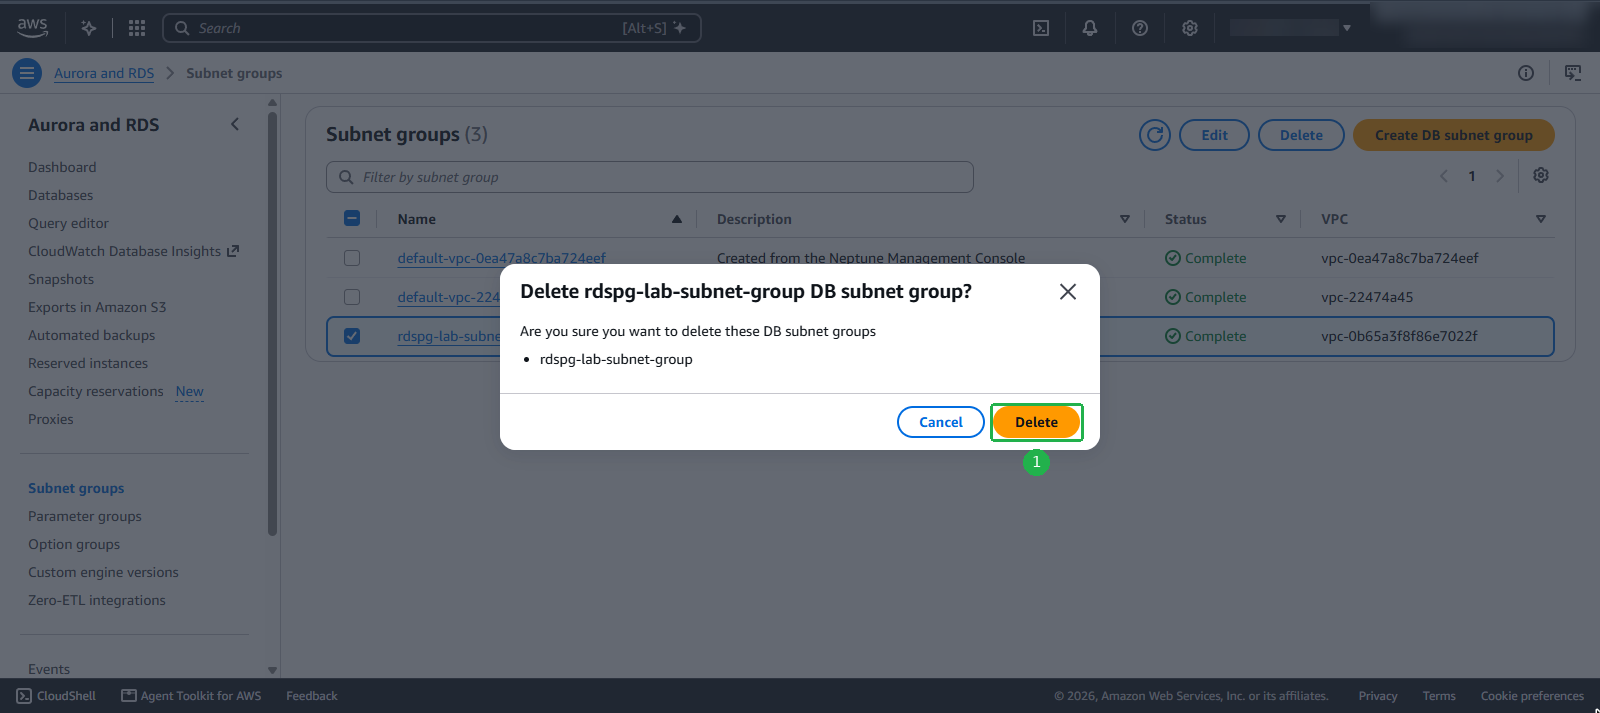 aws
Search
[Alt+S]
Aurora and RDS
Subnet groups
Aurora and RDS
Dashboard
Databases
Query editor
CloudWatch Database Insights
Snapshots
Exports in Amazon S3
Automated backups
Reserved instances
Capacity reservations New
Proxies
Subnet groups
Parameter groups
Option groups
Custom engine versions
Zero-ETL integrations
Events
Subnet groups (3)
Edit
Delete
Create DB subnet group
Filter by subnet group
1
Name Description Status VPC
default-vpc-0ea47a8c7ba724eef Created from the Neptune Management Console Complete vpc-0ea47a8c7ba724eef
default-vpc-224 Complete vpc-22474a45
rdspg-lab-subne Complete vpc-0b65a3f8f86e7022f
Delete rdspg-lab-subnet-group DB subnet group?
Are you sure you want to delete these DB subnet groups
• rdspg-lab-subnet-group
Cancel
Delete
1
CloudShell
Agent Toolkit for AWS
Feedback
© 2026, Amazon Web Services, Inc. or its affiliates.
Privacy
Terms
Cookie preferences